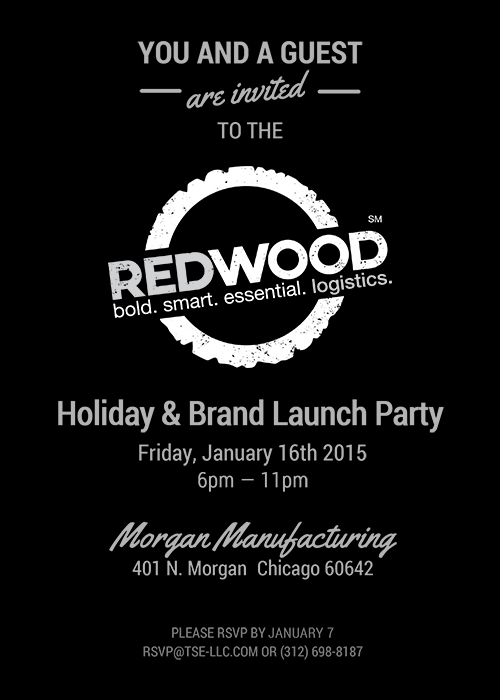 YOU AND A GUEST
are invited
TO THE
REDWOOD SM
bold. smart. essential. logistics.
Holiday & Brand Launch Party
Friday, January 16th 2015
6pm — 11pm
Morgan Manufacturing
401 N. Morgan Chicago 60642
PLEASE RSVP BY JANUARY 7
RSVP@TSE-LLC.COM OR (312) 698-8187